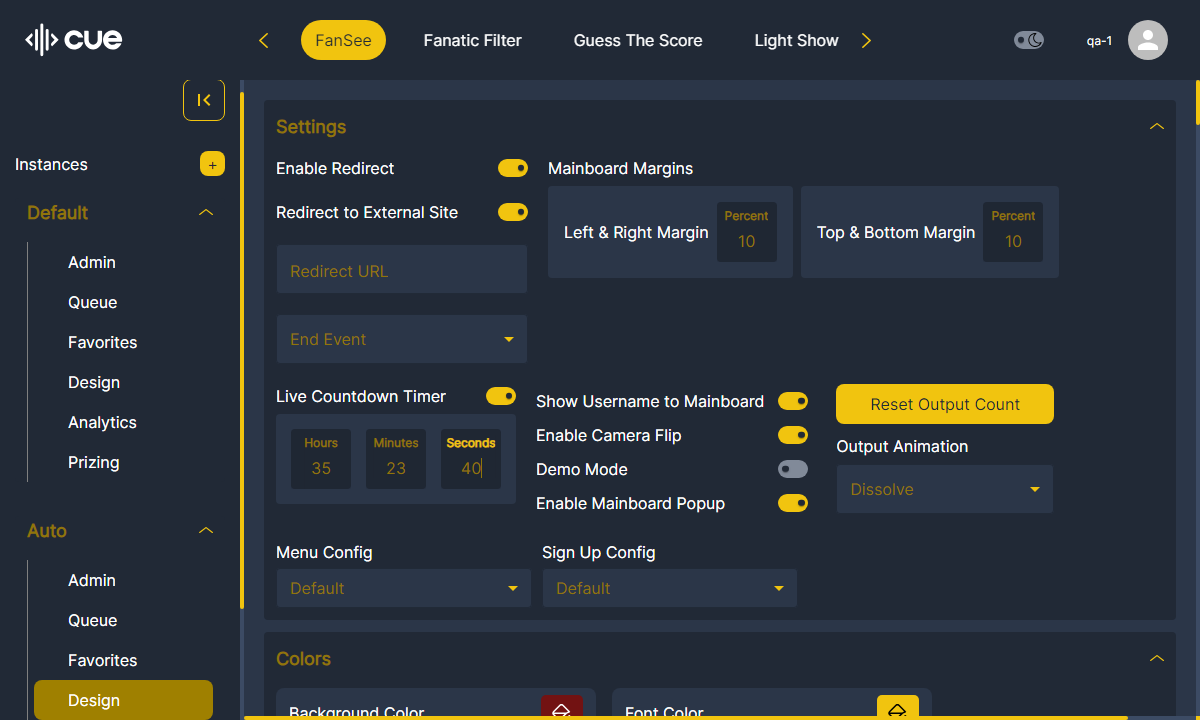 cue
FanSee
Fanatic Filter
Guess The Score
Light Show
qa-1
Instances
+
Default
Admin
Queue
Favorites
Design
Analytics
Prizing
Auto
Admin
Queue
Favorites
Design
Settings
Enable Redirect
Redirect to External Site
Redirect URL
End Event
Mainboard Margins
Left & Right Margin
Percent
10
Top & Bottom Margin
Percent
10
Live Countdown Timer
Hours
35
Minutes
23
Seconds
40
Show Username to Mainboard
Enable Camera Flip
Demo Mode
Enable Mainboard Popup
Reset Output Count
Output Animation
Dissolve
Menu Config
Default
Sign Up Config
Default
Colors
Background Color
Font Color